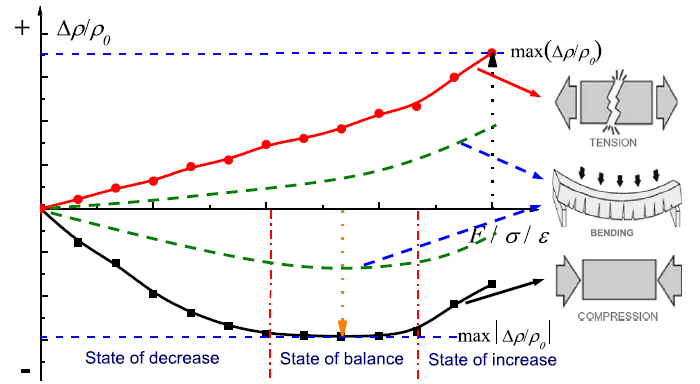 +
Δρ/ρ₀
max(Δρ/ρ₀)
TENSION
F / σ / ε
BENDING
COMPRESSION
max|Δρ/ρ₀|
State of decrease
State of balance
State of increase
-